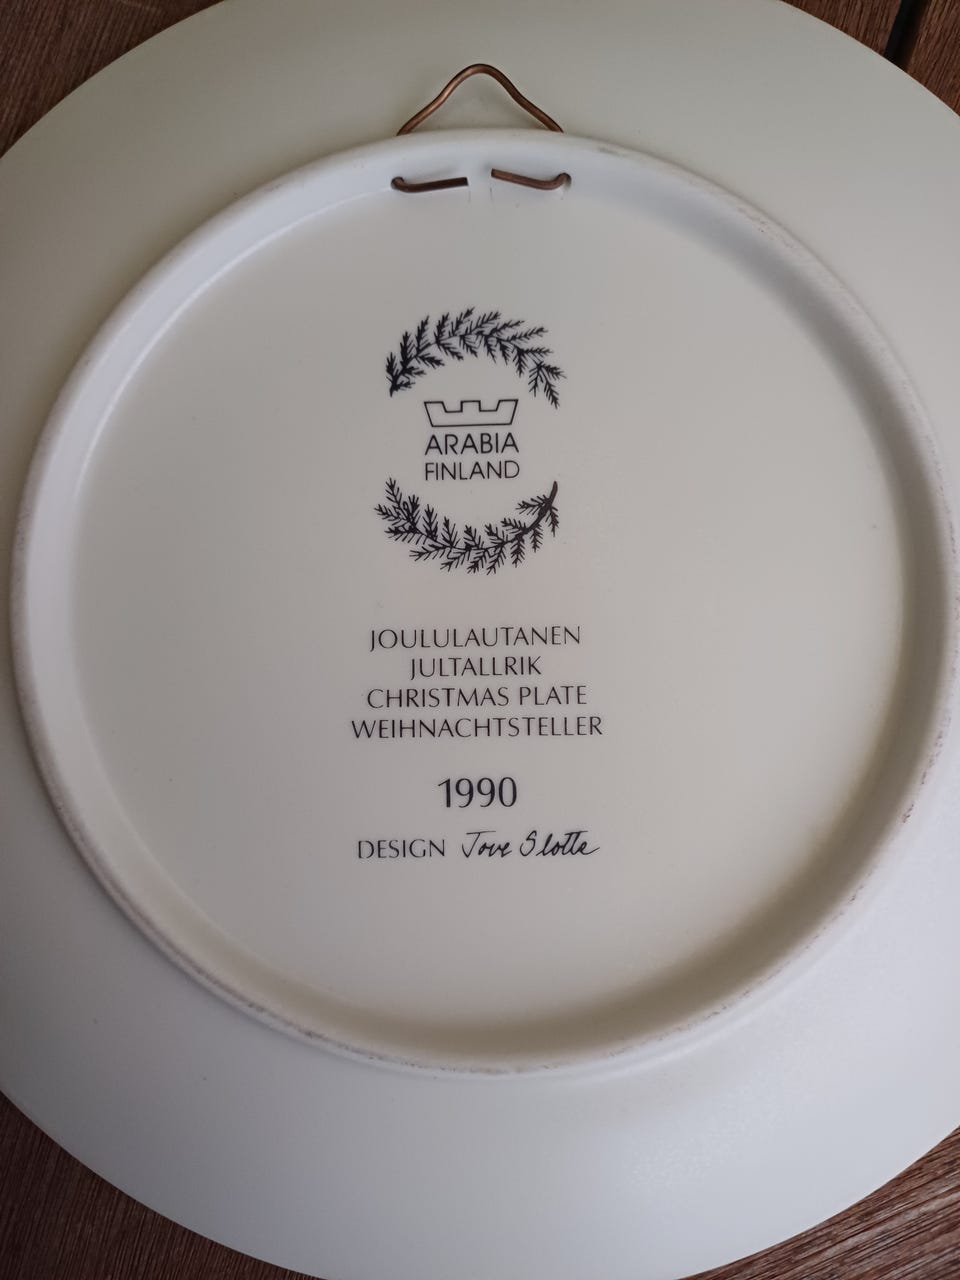 ARABIA
FINLAND
JOULULAUTANEN
JULTALLRIK
CHRISTMAS PLATE
WEIHNACHTSTELLER
1990
DESIGN Tove Slotte